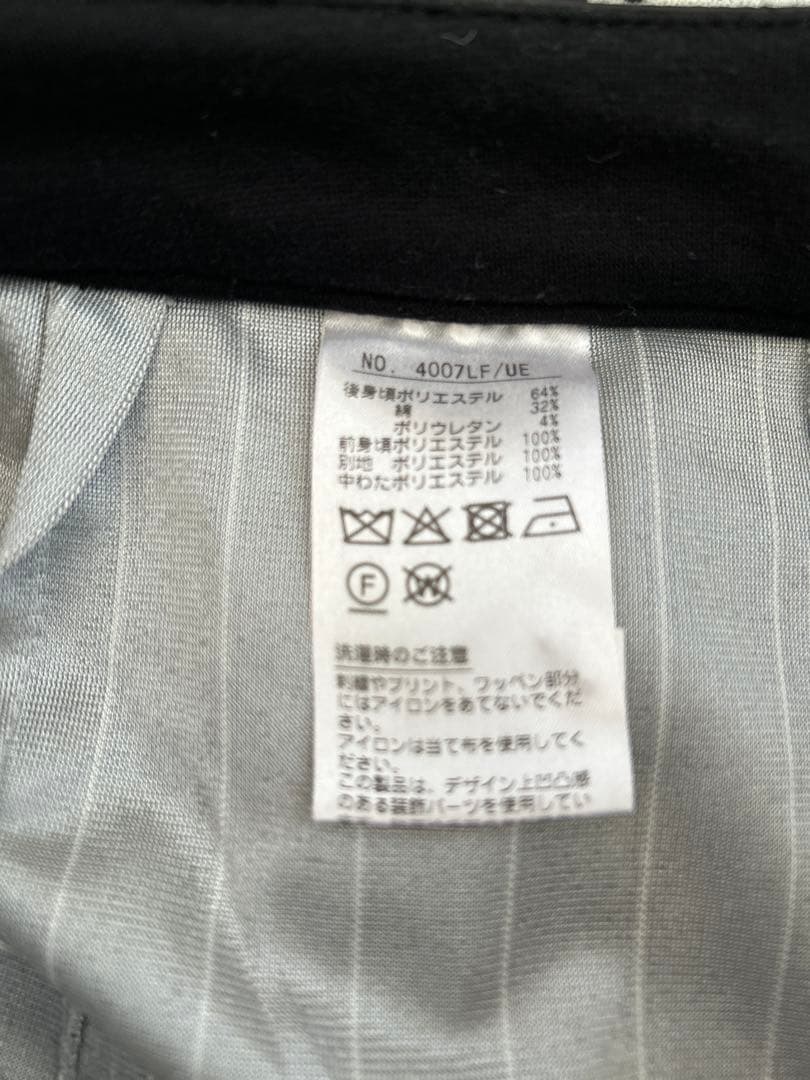 NO. 4007LF/UE
後身頃ポリエステル 64%
綿 32%
ポリウレタン 4%
前身頃ポリエステル 100%
別地 ポリエステル 100%
中わたポリエステル 100%
F W
洗濯時のご注意
刺繍やプリント、ワッペン部分
にはアイロンをあてないでくだ
さい。
アイロンは当て布を使用してく
ださい。
この製品は、デザイン上凹凸感
のある装飾パーツを使用してい